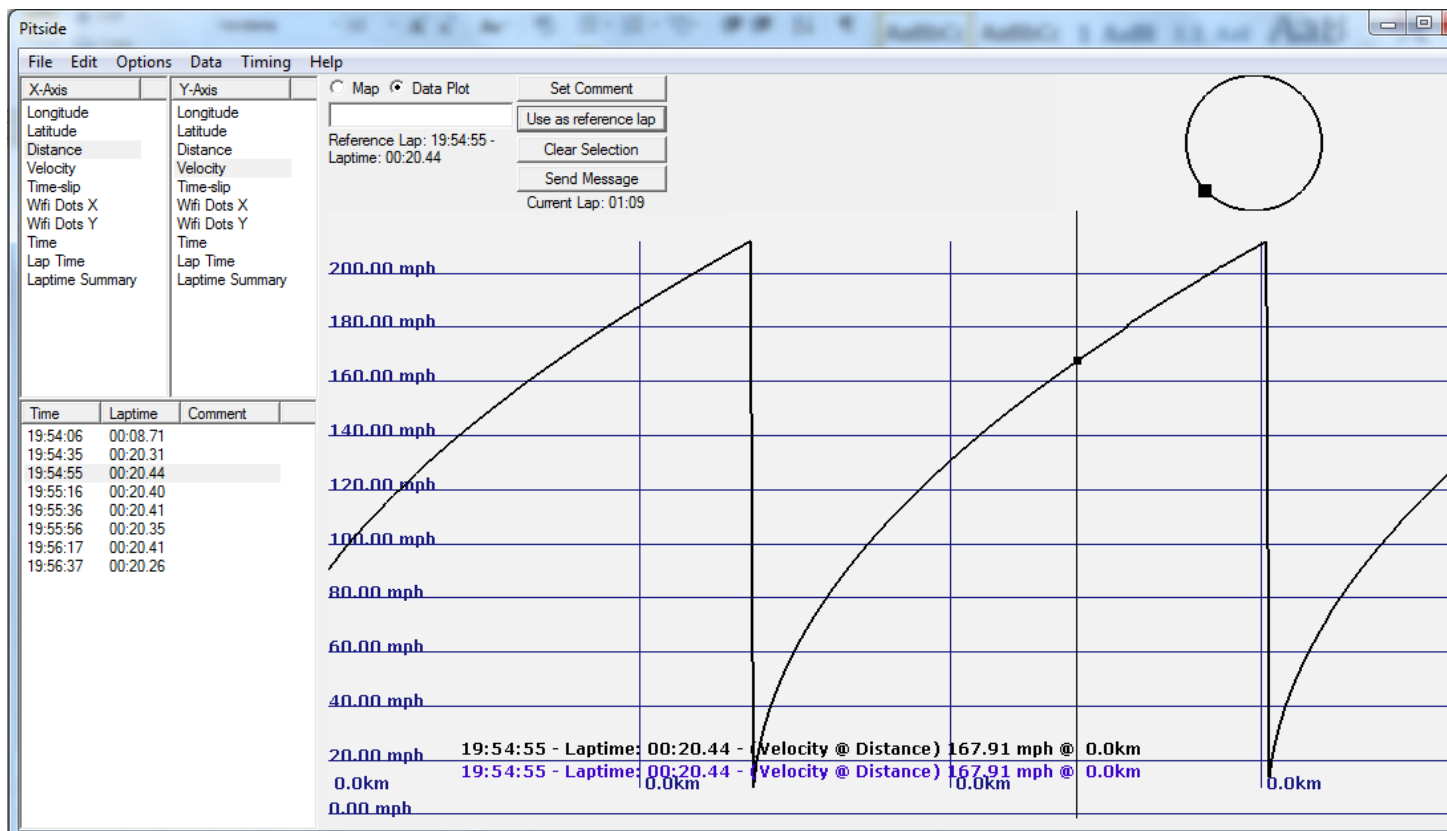 Pitside
File Edit Options Data Timing Help
X-Axis
Longitude
Latitude
Distance
Velocity
Time-slip
Wifi Dots X
Wifi Dots Y
Time
Lap Time
Laptime Summary
Y-Axis
Longitude
Latitude
Distance
Velocity
Time-slip
Wifi Dots X
Wifi Dots Y
Time
Lap Time
Laptime Summary
Map Data Plot
Reference Lap: 19:54:55 -
Laptime: 00:20.44
Set Comment
Use as reference lap
Clear Selection
Send Message
Current Lap: 01:09
Time Laptime Comment
19:54:06 00:08.71
19:54:35 00:20.31
19:54:55 00:20.44
19:55:16 00:20.40
19:55:36 00:20.41
19:55:56 00:20.35
19:56:17 00:20.41
19:56:37 00:20.26
200.00 mph
180.00 mph
160.00 mph
140.00 mph
120.00 mph
100.00 mph
80.00 mph
60.00 mph
40.00 mph
20.00 mph
19:54:55 - Laptime: 00:20.44 - (Velocity @ Distance) 167.91 mph @ 0.0km
19:54:55 - Laptime: 00:20.44 - (Velocity @ Distance) 167.91 mph @ 0.0km
0.0km 0.0km 0.0km 0.0km
0.00 mph